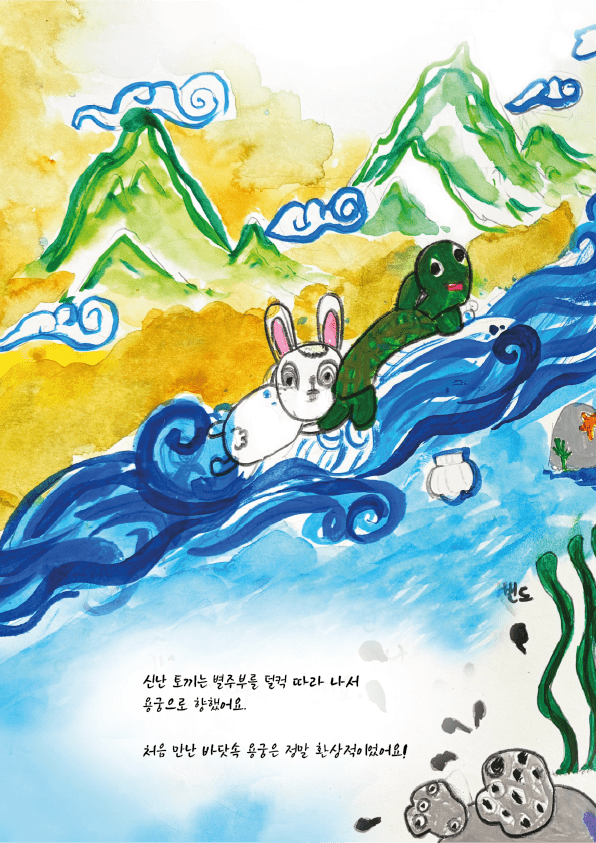 번도
신난 토끼는 별주부를 덜컥 따라 나서
용궁으로 향했어요.
처음 만난 바닷속 용궁은 정말 환상적이었어요!